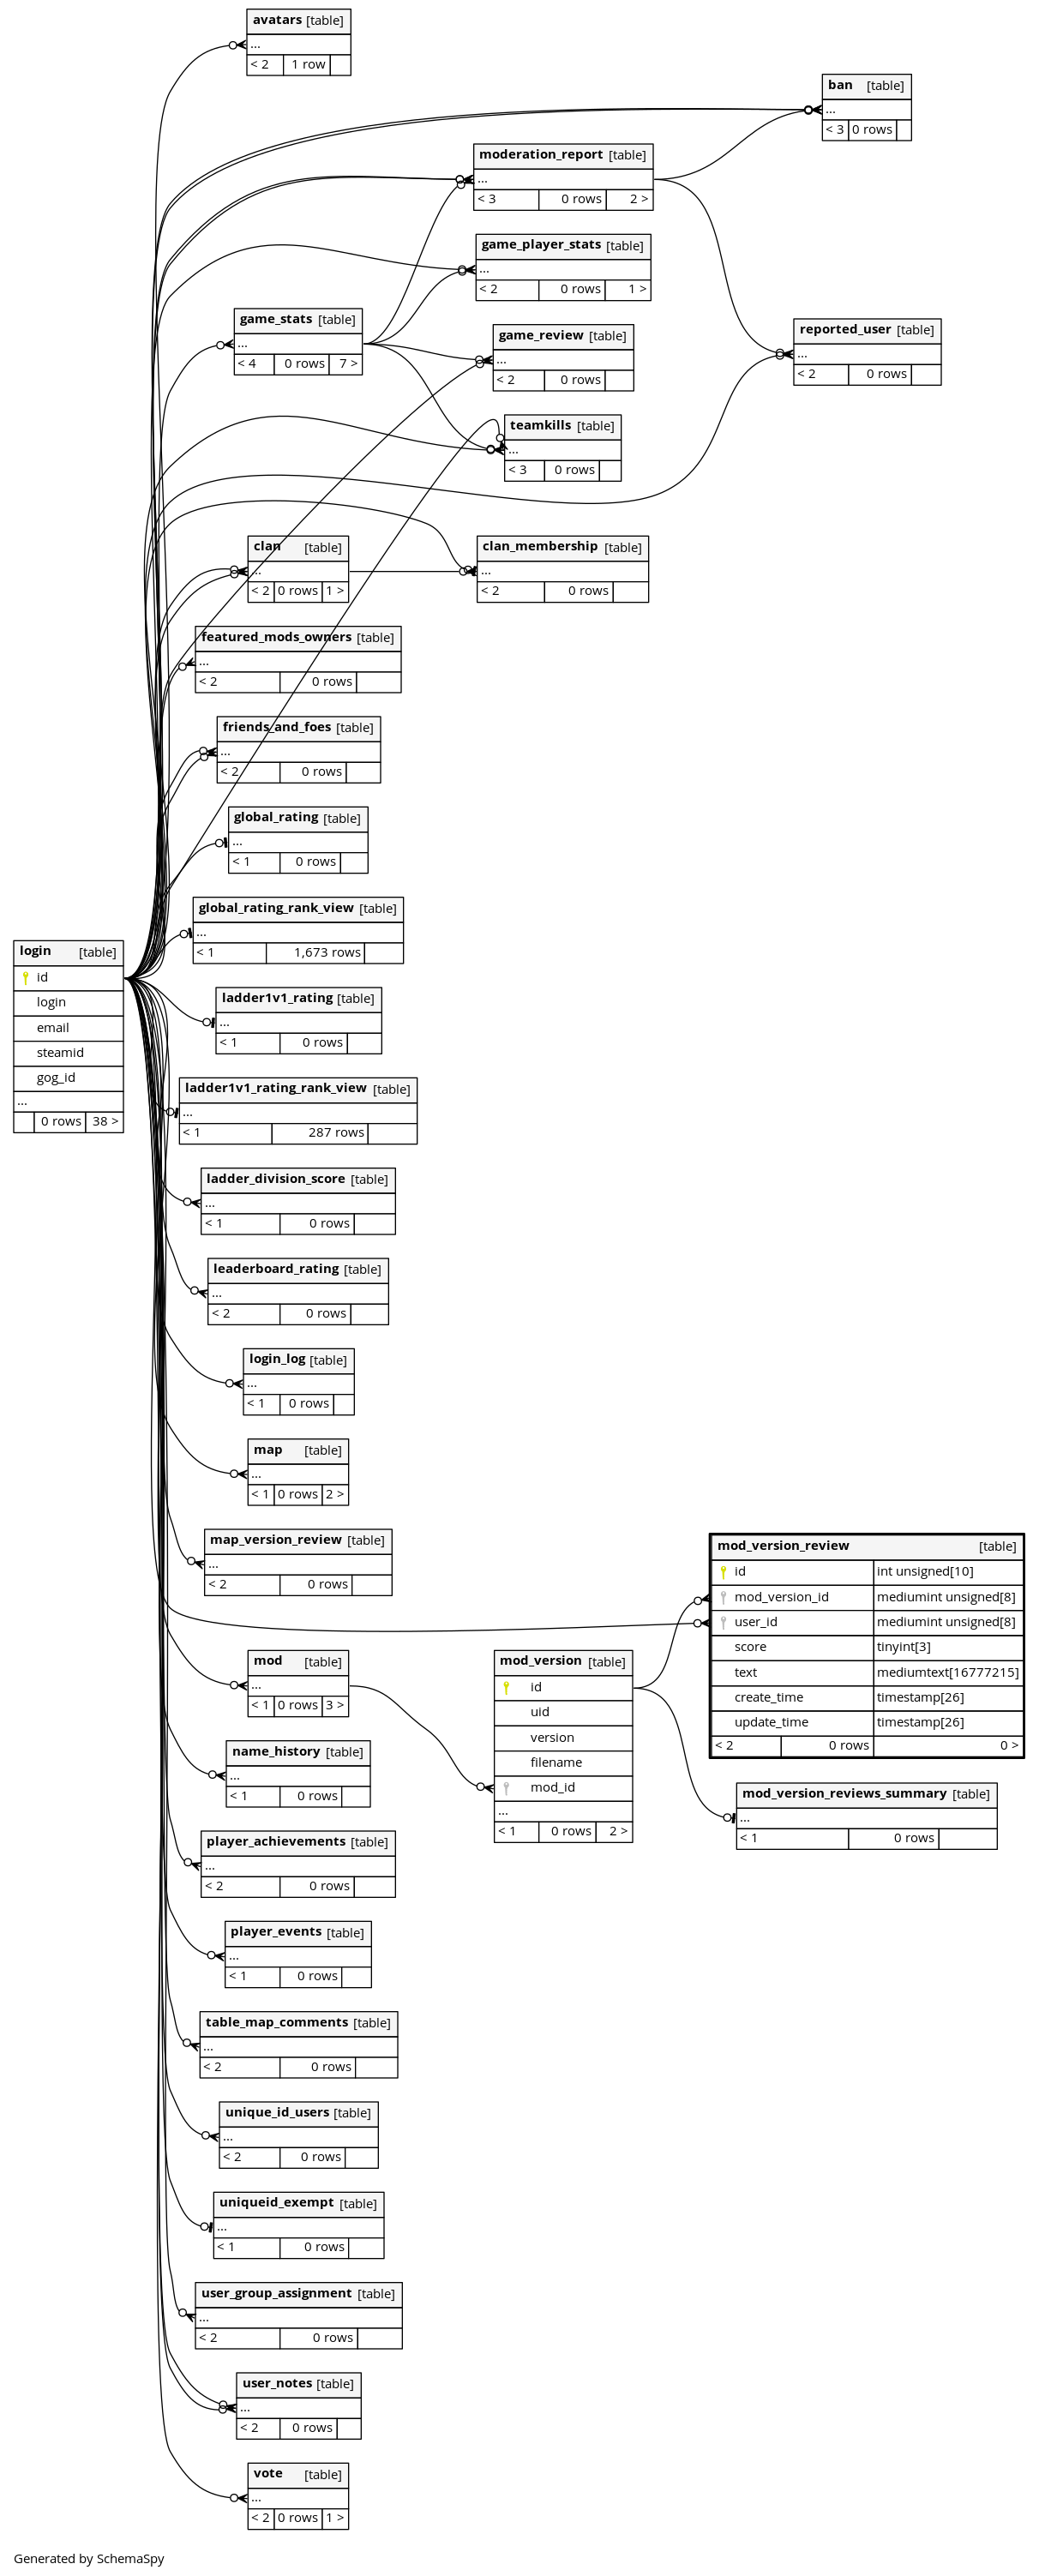 avatars [table]
...
< 2 1 row
ban [table]
...
< 3 0 rows
moderation_report [table]
...
< 3 0 rows 2 >
game_player_stats [table]
...
< 2 0 rows 1 >
game_stats [table]
...
< 4 0 rows 7 >
game_review [table]
...
< 2 0 rows
reported_user [table]
...
< 2 0 rows
teamkills [table]
...
< 3 0 rows
clan [table]
...
< 2 0 rows 1 >
clan_membership [table]
...
< 2 0 rows
featured_mods_owners [table]
...
< 2 0 rows
friends_and_foes [table]
...
< 2 0 rows
global_rating [table]
...
< 1 0 rows
global_rating_rank_view [table]
...
< 1 1,673 rows
login [table]
id
login
email
steamid
gog_id
...
0 rows 38 >
ladder1v1_rating [table]
...
< 1 0 rows
ladder1v1_rating_rank_view [table]
...
< 1 287 rows
ladder_division_score [table]
...
< 1 0 rows
leaderboard_rating [table]
...
< 2 0 rows
login_log [table]
...
< 1 0 rows
map [table]
...
< 1 0 rows 2 >
map_version_review [table]
...
< 2 0 rows
mod_version_review [table]
id int unsigned[10]
mod_version_id mediumint unsigned[8]
user_id mediumint unsigned[8]
score tinyint[3]
text mediumtext[16777215]
create_time timestamp[26]
update_time timestamp[26]
< 2 0 rows 0 >
mod [table]
...
< 1 0 rows 3 >
mod_version [table]
id
uid
version
filename
mod_id
...
< 1 0 rows 2 >
name_history [table]
...
< 1 0 rows
mod_version_reviews_summary [table]
...
< 1 0 rows
player_achievements [table]
...
< 2 0 rows
player_events [table]
...
< 1 0 rows
table_map_comments [table]
...
< 2 0 rows
unique_id_users [table]
...
< 2 0 rows
uniqueid_exempt [table]
...
< 1 0 rows
user_group_assignment [table]
...
< 2 0 rows
user_notes [table]
...
< 2 0 rows
vote [table]
...
< 2 0 rows 1 >
Generated by SchemaSpy